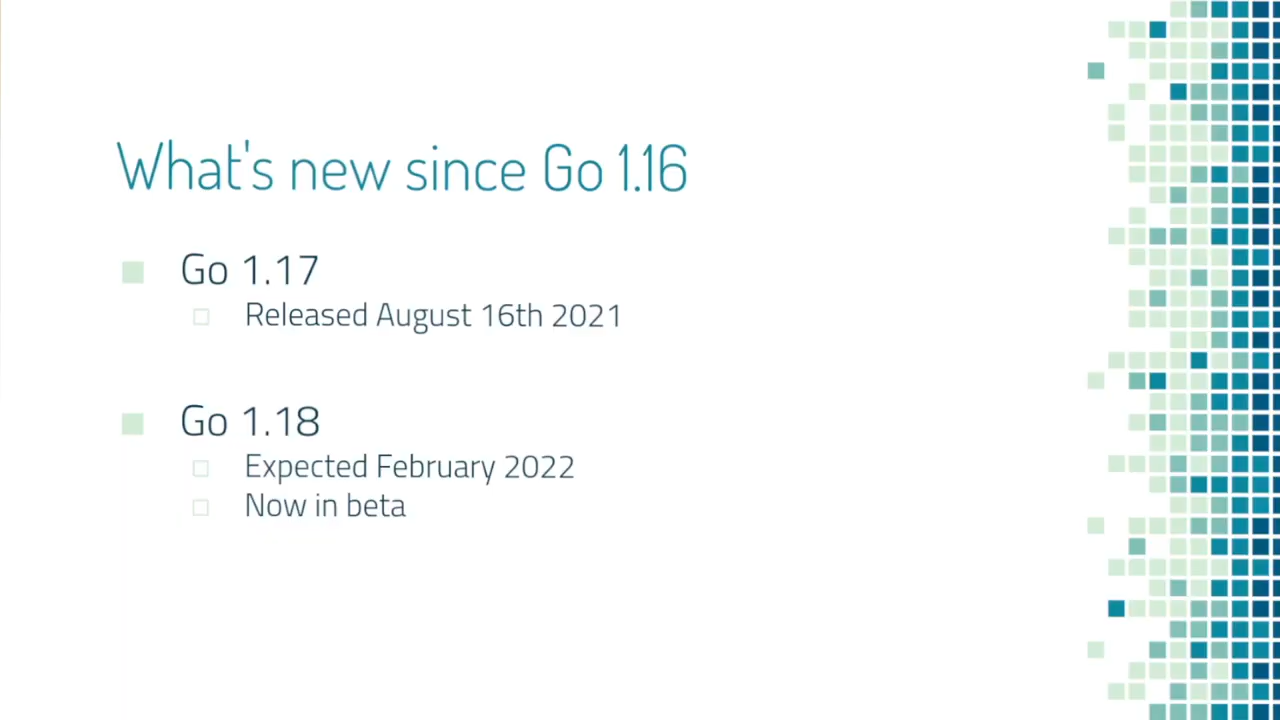 What's new since Go 1.16
Go 1.17
Released August 16th 2021
Go 1.18
Expected February 2022
Now in beta